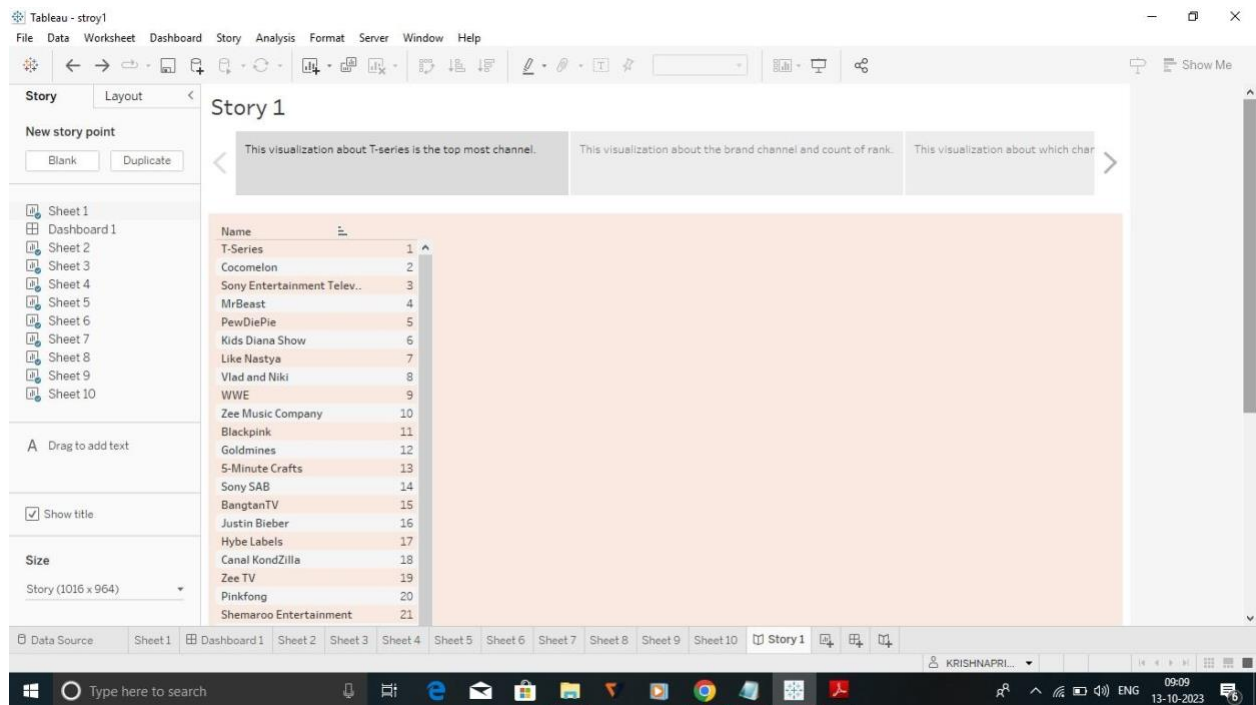 Tableau - stroy1
File Data Worksheet Dashboard Story Analysis Format Server Window Help
Show Me
Story Layout
New story point
Blank Duplicate
Sheet 1
Dashboard 1
Sheet 2
Sheet 3
Sheet 4
Sheet 5
Sheet 6
Sheet 7
Sheet 8
Sheet 9
Sheet 10
A Drag to add text
Show title
Size
Story (1016 x 964)
Story 1
This visualization about T-series is the top most channel.
This visualization about the brand channel and count of rank.
This visualization about which char
Name
T-Series 1
Cocomelon 2
Sony Entertainment Telev.. 3
MrBeast 4
PewDiePie 5
Kids Diana Show 6
Like Nastya 7
Vlad and Niki 8
WWE 9
Zee Music Company 10
Blackpink 11
Goldmines 12
5-Minute Crafts 13
Sony SAB 14
BangtanTV 15
Justin Bieber 16
Hybe Labels 17
Canal KondZilla 18
Zee TV 19
Pinkfong 20
Shemaroo Entertainment 21
Data Source Sheet 1 Dashboard 1 Sheet 2 Sheet 3 Sheet 4 Sheet 5 Sheet 6 Sheet 7 Sheet 8 Sheet 9 Sheet 10 Story 1
KRISHNAPRI...
Type here to search
ENG
09:09
13-10-2023
6